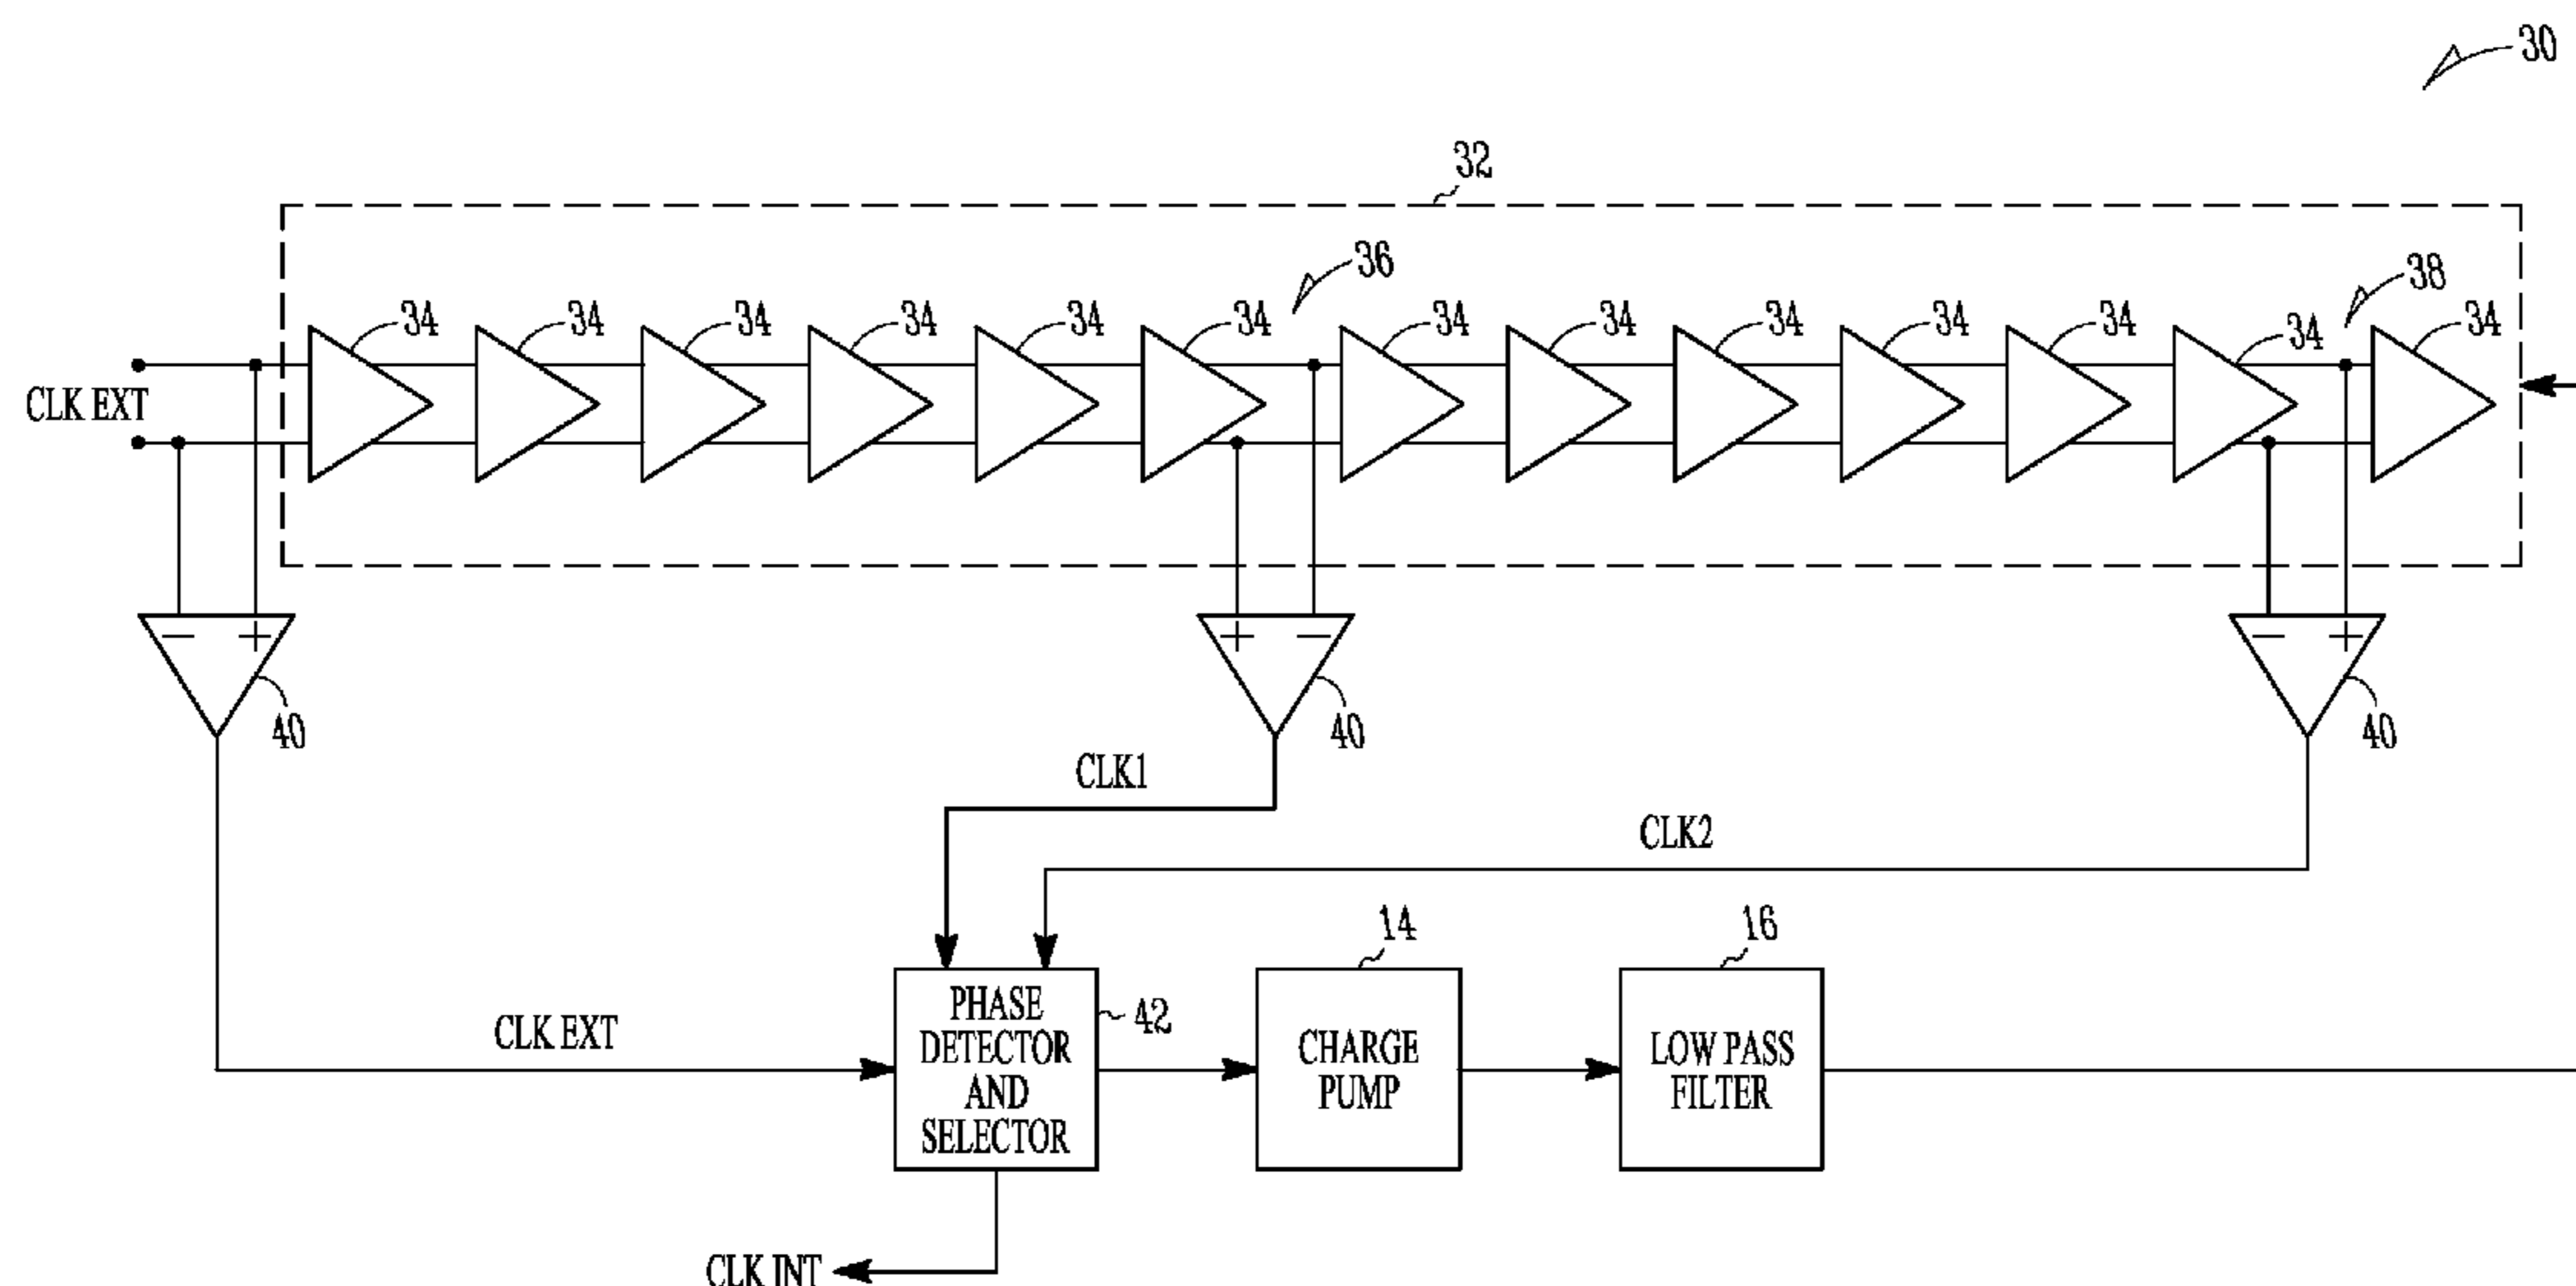 30
32
36
38
34 34 34 34 34 34 34 34 34 34 34 34 34
CLK EXT
− +
+ −
− +
40
40
40
CLK1
CLK2
14
16
PHASE
DETECTOR
AND
SELECTOR
42
CHARGE
PUMP
LOW PASS
FILTER
CLK EXT
CLK INT